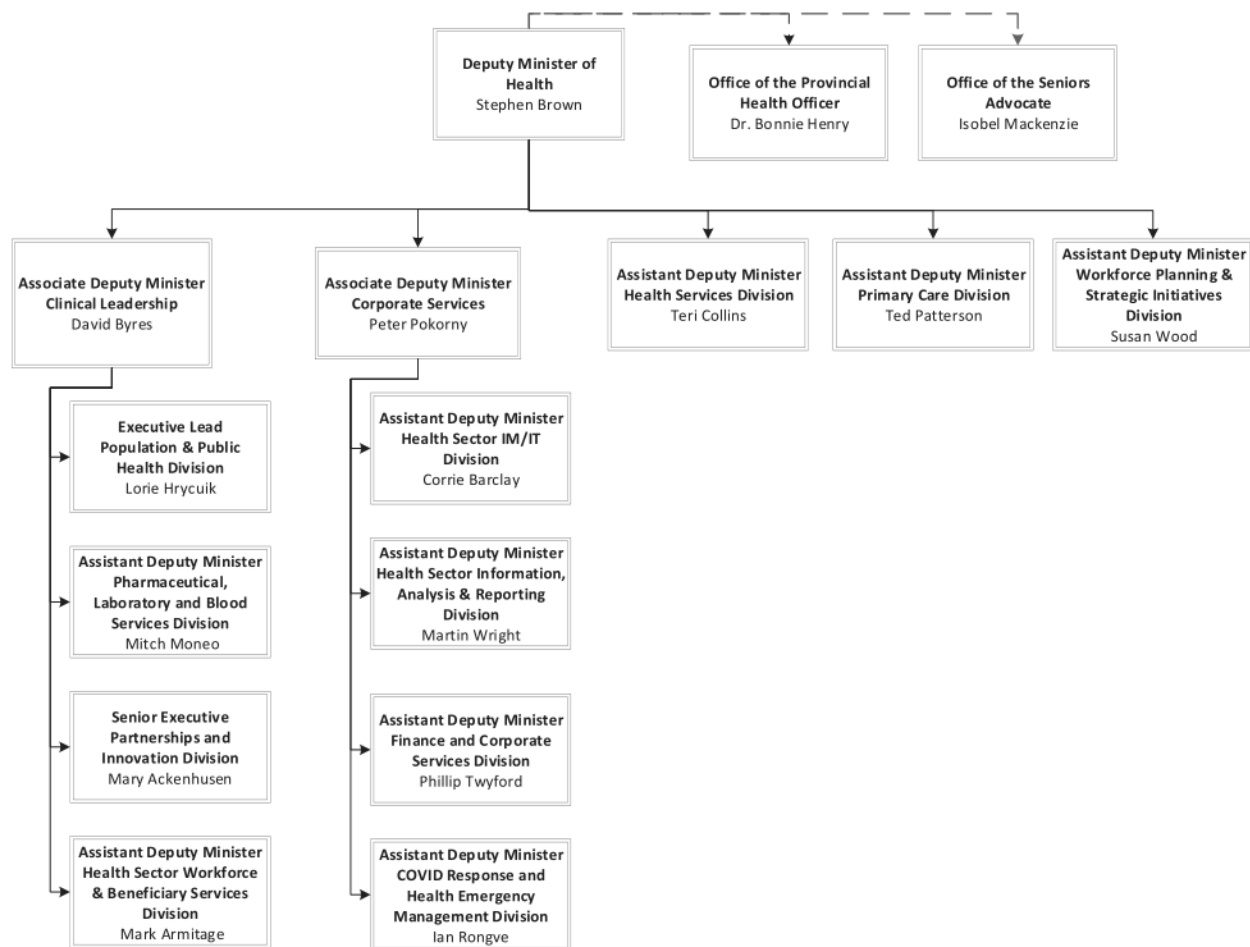 Deputy Minister of
Health
Stephen Brown
Office of the Provincial
Health Officer
Dr. Bonnie Henry
Office of the Seniors
Advocate
Isobel Mackenzie
Associate Deputy Minister
Clinical Leadership
David Byres
Associate Deputy Minister
Corporate Services
Peter Pokorny
Assistant Deputy Minister
Health Services Division
Teri Collins
Assistant Deputy Minister
Primary Care Division
Ted Patterson
Assistant Deputy Minister
Workforce Planning &
Strategic Initiatives
Division
Susan Wood
Executive Lead
Population & Public
Health Division
Lorie Hrycuik
Assistant Deputy Minister
Pharmaceutical,
Laboratory and Blood
Services Division
Mitch Moneo
Senior Executive
Partnerships and
Innovation Division
Mary Ackenhusen
Assistant Deputy Minister
Health Sector Workforce
& Beneficiary Services
Division
Mark Armitage
Assistant Deputy Minister
Health Sector IM/IT
Division
Corrie Barclay
Assistant Deputy Minister
Health Sector Information,
Analysis & Reporting
Division
Martin Wright
Assistant Deputy Minister
Finance and Corporate
Services Division
Phillip Twyford
Assistant Deputy Minister
COVID Response and
Health Emergency
Management Division
Ian Rongve